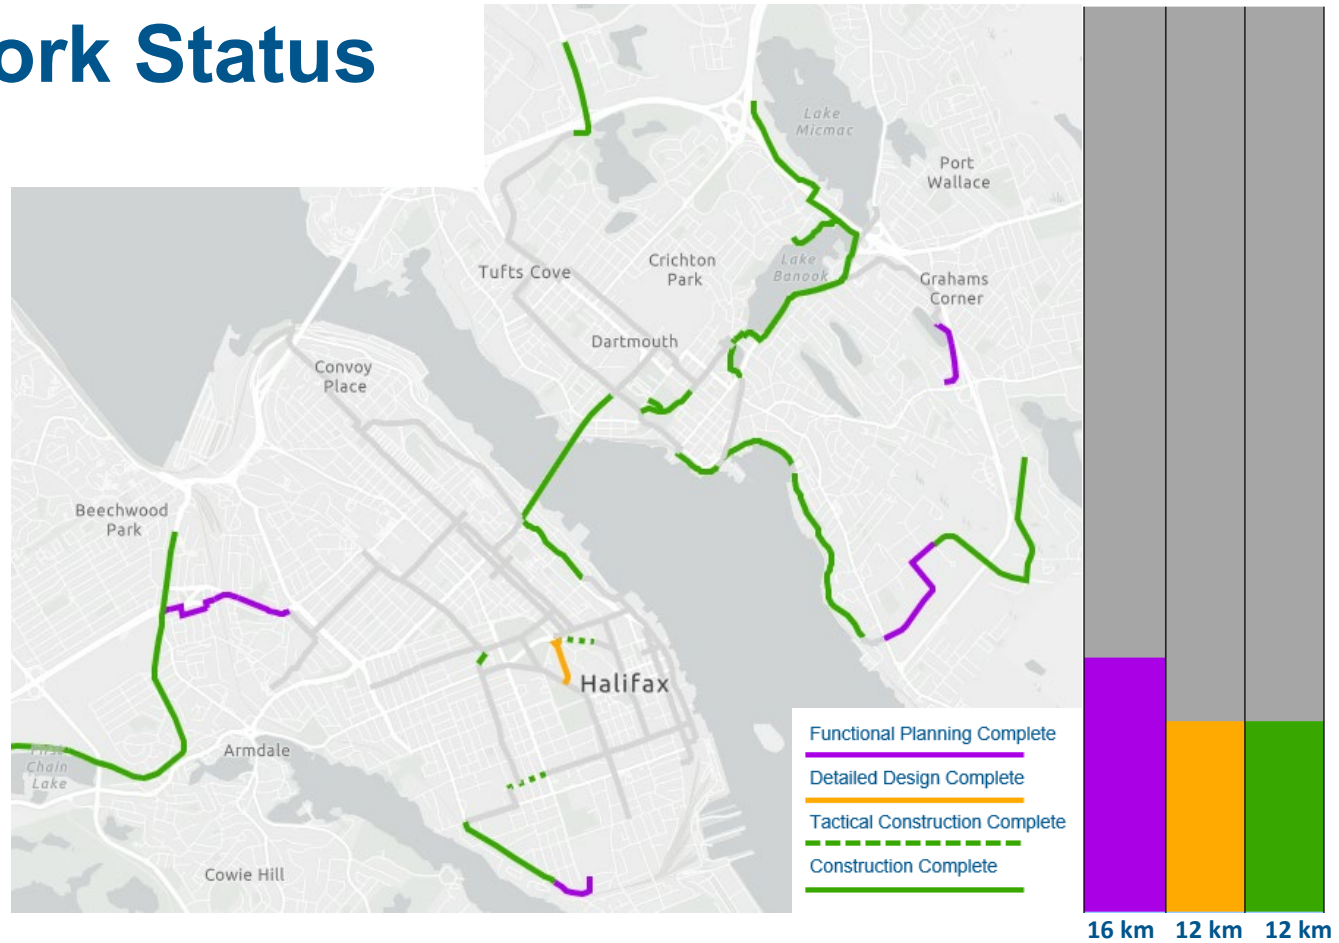 ork Status
Lake
Micmac
Port
Wallace
Tufts Cove
Crichton
Park
Lake
Banook
Grahams
Corner
Dartmouth
Convoy
Place
Beechwood
Park
Halifax
Armdale
First
Chain
Lake
Cowie Hill
Functional Planning Complete
Detailed Design Complete
Tactical Construction Complete
Construction Complete
16 km 12 km 12 km